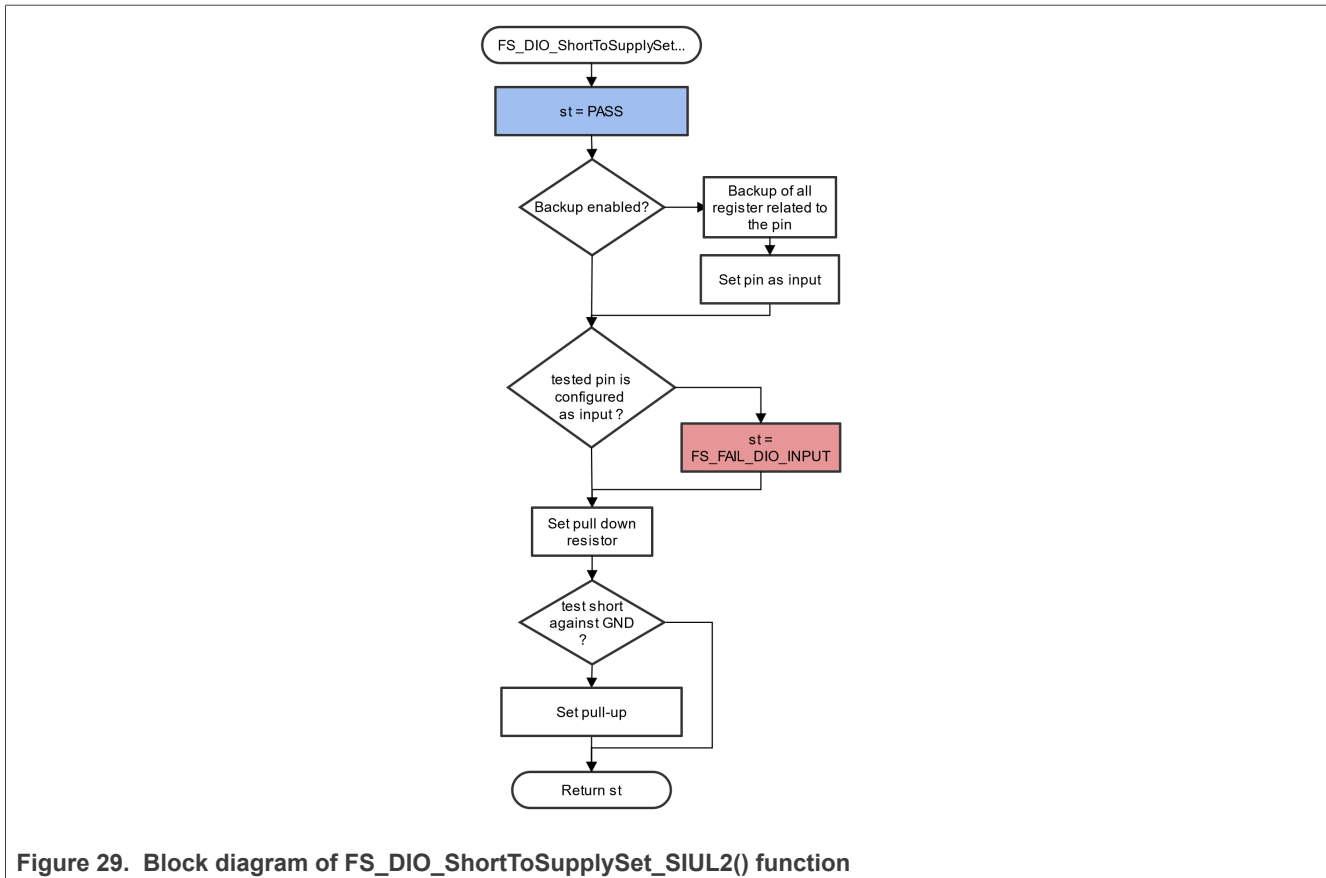 FS_DIO_ShortToSupplySet...
st = PASS
Backup enabled?
Backup of all
register related to
the pin
Set pin as input
tested pin is
configured
as input ?
st =
FS_FAIL_DIO_INPUT
Set pull down
resistor
test short
against GND
?
Set pull-up
Return st
Figure 29. Block diagram of FS_DIO_ShortToSupplySet_SIUL2() function